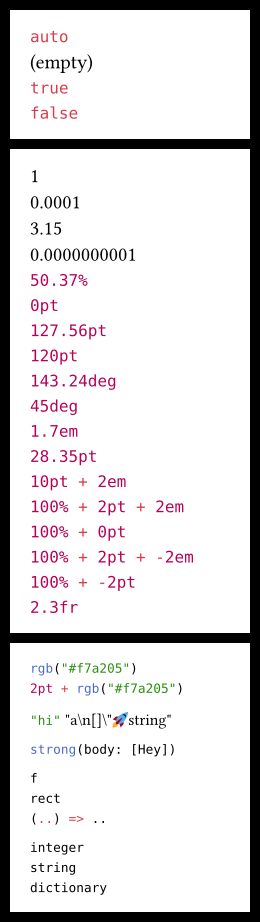 auto
(empty)
true
false
1
0.0001
3.15
0.0000000001
50.37%
0pt
127.56pt
120pt
143.24deg
45deg
1.7em
28.35pt
10pt + 2em
100% + 2pt + 2em
100% + 0pt
100% + 2pt + -2em
100% + -2pt
2.3fr
rgb("#f7a205")
2pt + rgb("#f7a205")
"hi" "a\n[]\"🚀string"
strong(body: [Hey])
f
rect
(..) => ..
integer
string
dictionary